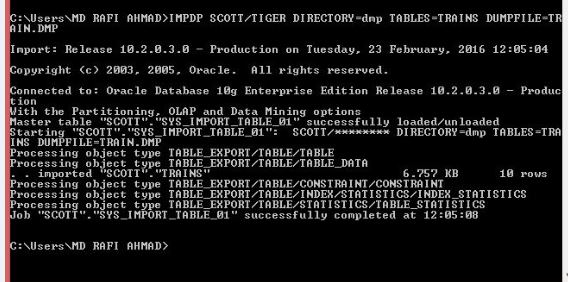 C:\Users\MD RAFI AHMAD>IMPDP SCOTT/TIGER DIRECTORY=dmp TABLES=TRAINS DUMPFILE=TR
AIN.DMP
Import: Release 10.2.0.3.0 - Production on Tuesday, 23 February, 2016 12:05:04
Copyright (c) 2003, 2005, Oracle.  All rights reserved.
Connected to: Oracle Database 10g Enterprise Edition Release 10.2.0.3.0 - Produc
tion
With the Partitioning, OLAP and Data Mining options
Master table "SCOTT"."SYS_IMPORT_TABLE_01" successfully loaded/unloaded
Starting "SCOTT"."SYS_IMPORT_TABLE_01":  SCOTT/******** DIRECTORY=dmp TABLES=TRA
INS DUMPFILE=TRAIN.DMP
Processing object type TABLE_EXPORT/TABLE/TABLE
Processing object type TABLE_EXPORT/TABLE/TABLE_DATA
. . imported "SCOTT"."TRAINS"                            6.757 KB      10 rows
Processing object type TABLE_EXPORT/TABLE/CONSTRAINT/CONSTRAINT
Processing object type TABLE_EXPORT/TABLE/INDEX/STATISTICS/INDEX_STATISTICS
Processing object type TABLE_EXPORT/TABLE/STATISTICS/TABLE_STATISTICS
Job "SCOTT"."SYS_IMPORT_TABLE_01" successfully completed at 12:05:08
C:\Users\MD RAFI AHMAD>